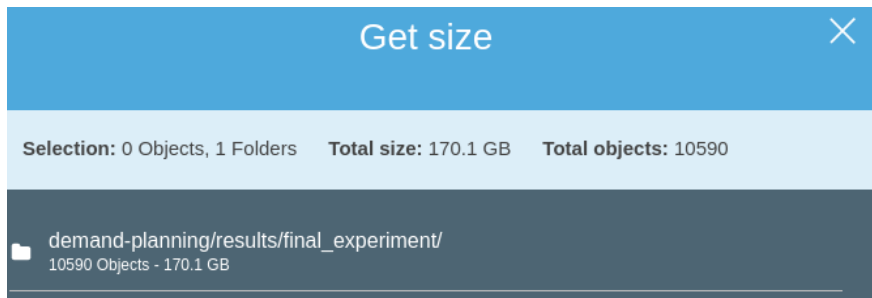 Get size
Selection: 0 Objects, 1 Folders Total size: 170.1 GB Total objects: 10590
demand-planning/results/final_experiment/
10590 Objects - 170.1 GB